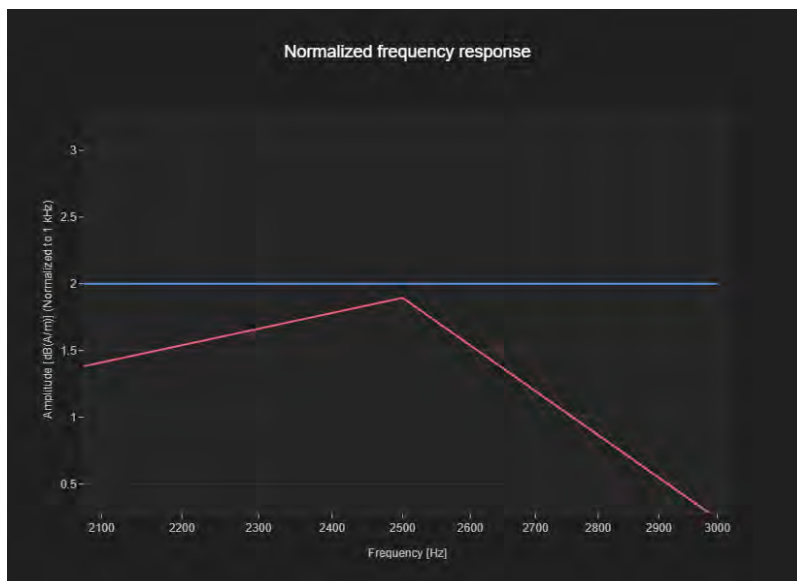 Normalized frequency response
Amplitude [dB(A/m)] (Normalized to 1 kHz)
3
2.5
2
1.5
1
0.5
2100 2200 2300 2400 2500 2600 2700 2800 2900 3000
Frequency [Hz]